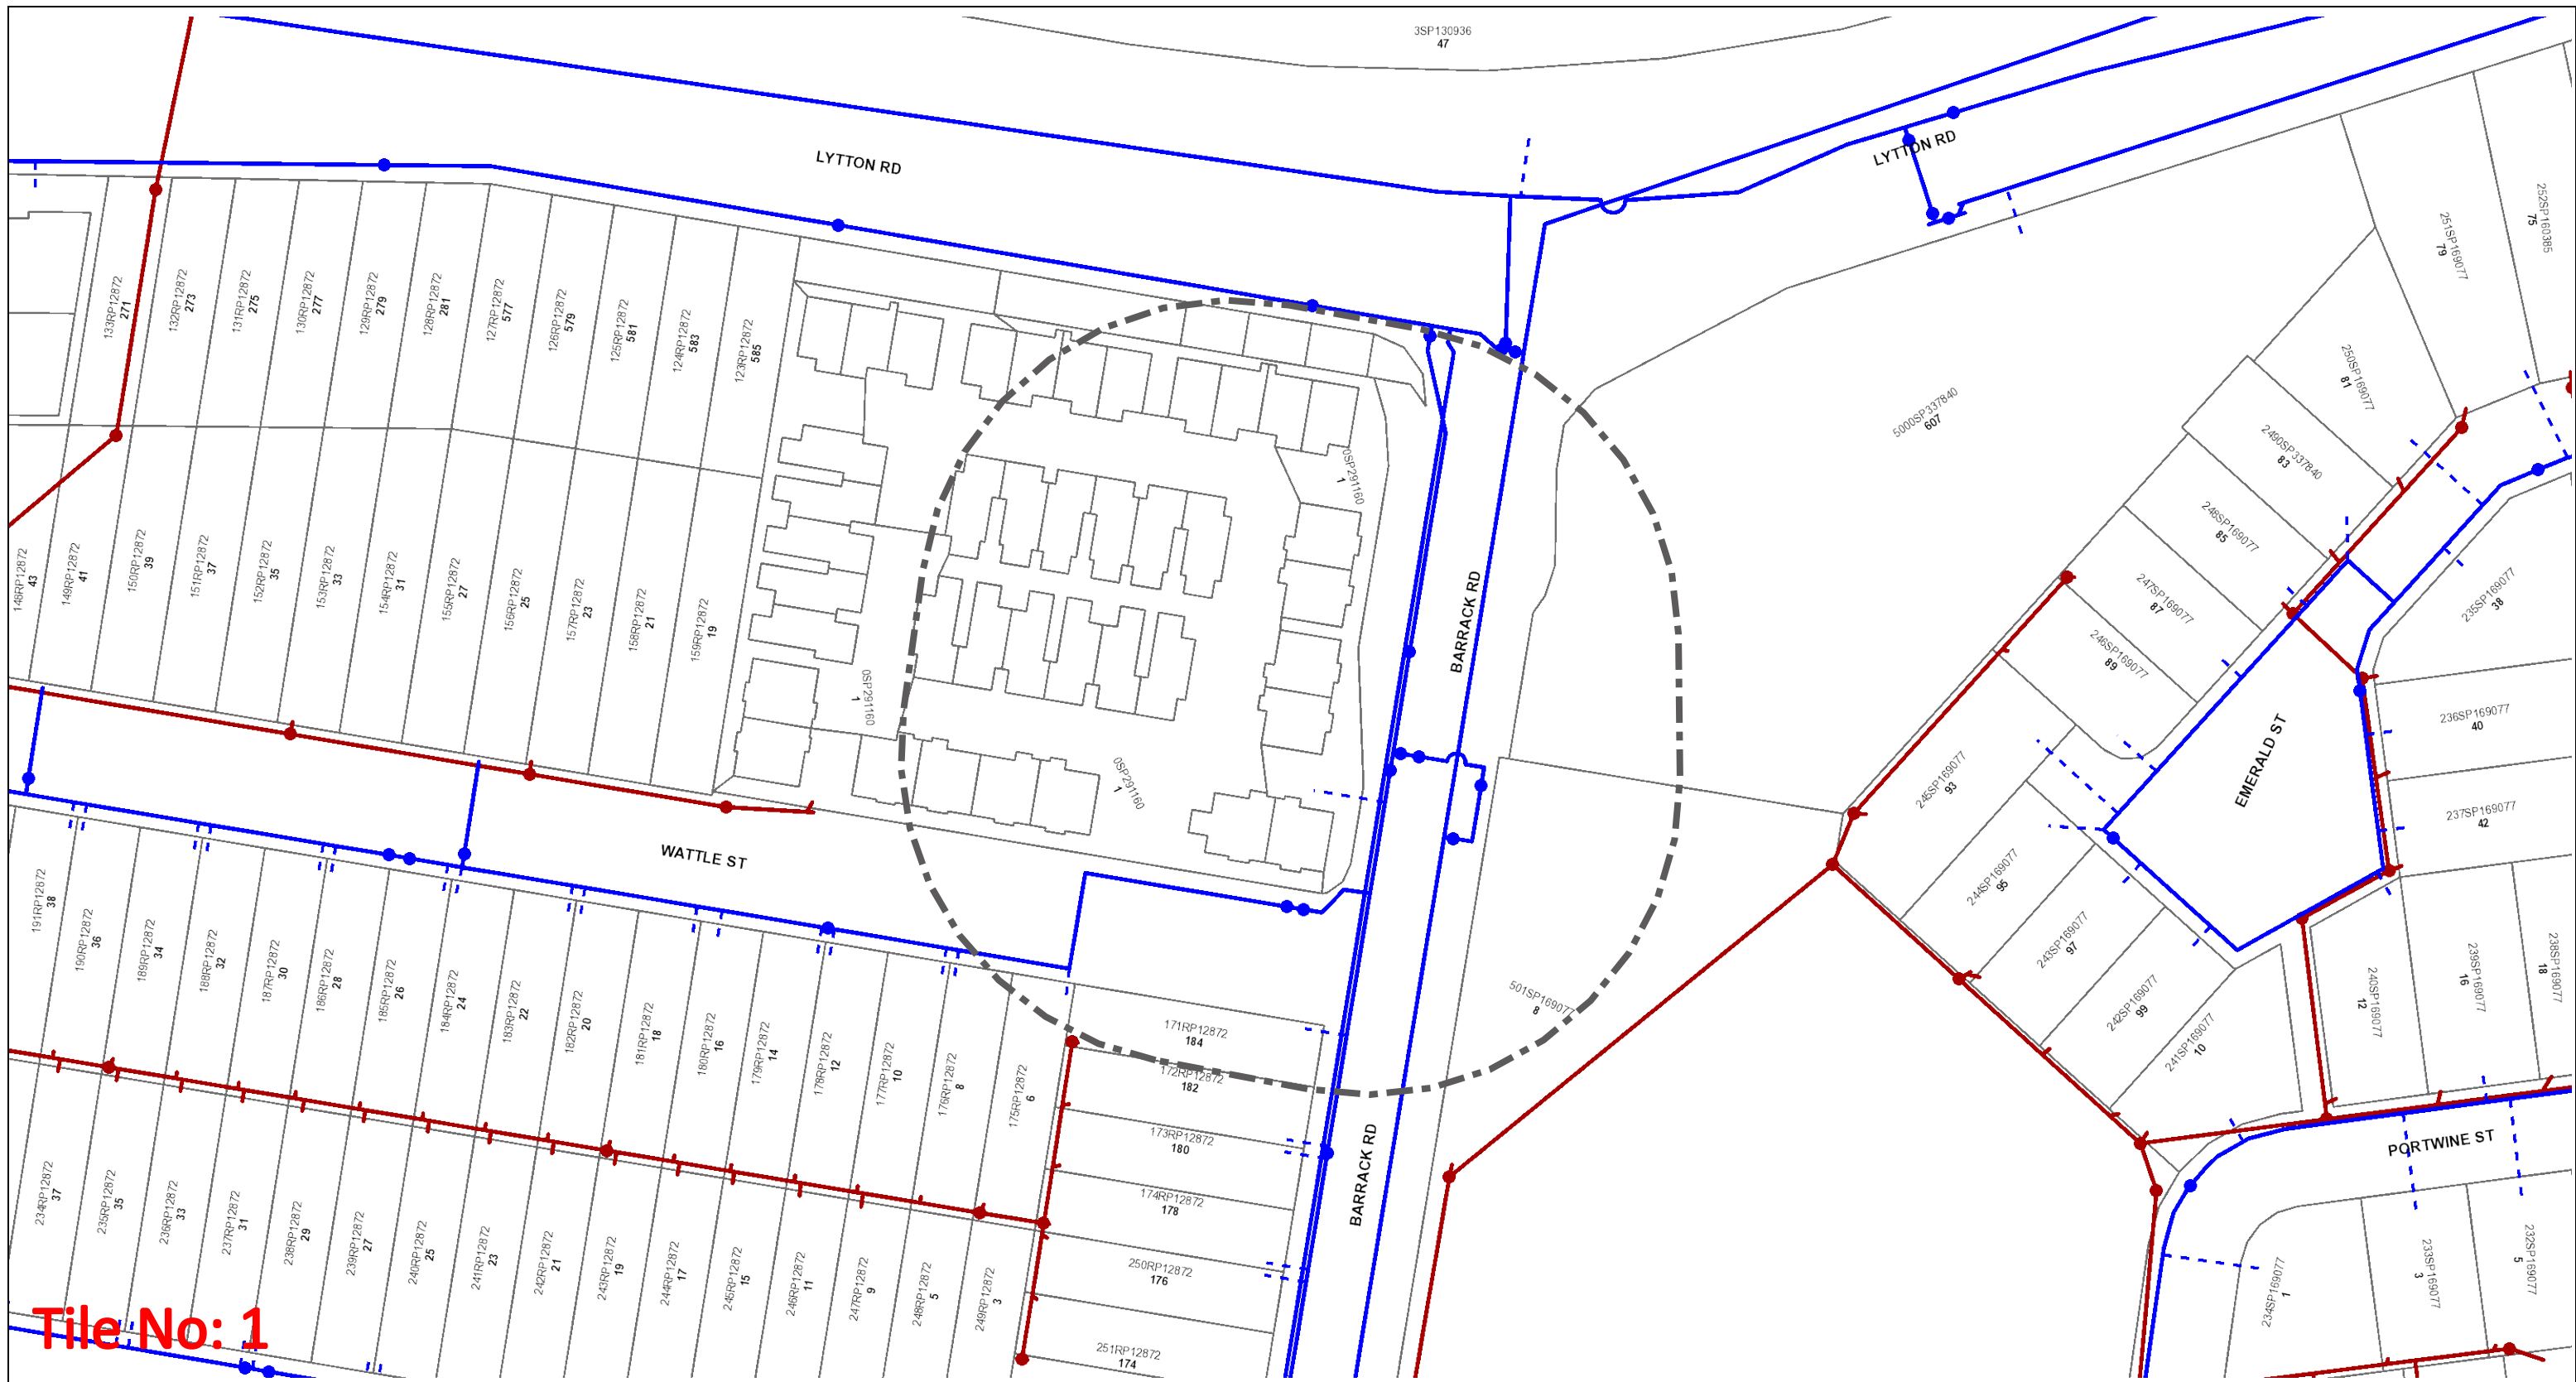 3SP130936
47
LYTTON RD
LYTTON RD
252SP160385
75
251SP169077
79
250SP169077
81
2490SP337840
83
248SP169077
85
247SP169077
87
246SP169077
89
245SP169077
93
244SP169077
95
243SP169077
97
242SP169077
99
241SP169077
10
5000SP337840
607
133RP12872
271
132RP12872
273
131RP12872
275
130RP12872
277
129RP12872
279
128RP12872
281
127RP12872
577
126RP12872
579
125RP12872
581
124RP12872
583
123RP12872
585
148RP12872
43
149RP12872
41
150RP12872
39
151RP12872
37
152RP12872
35
153RP12872
33
154RP12872
31
155RP12872
27
156RP12872
25
157RP12872
23
158RP12872
21
159RP12872
19
0SP291160
1
0SP291160
1
0SP291160
1
BARRACK RD
235SP169077
38
236SP169077
40
237SP169077
42
EMERALD ST
WATTLE ST
191RP12872
38
190RP12872
36
189RP12872
34
188RP12872
32
187RP12872
30
186RP12872
28
185RP12872
26
184RP12872
24
183RP12872
22
182RP12872
20
181RP12872
18
180RP12872
16
179RP12872
14
178RP12872
12
177RP12872
10
176RP12872
8
175RP12872
6
171RP12872
184
172RP12872
182
173RP12872
180
174RP12872
178
250RP12872
176
251RP12872
174
501SP169077
8
240SP169077
12
239SP169077
16
238SP169077
18
BARRACK RD
PORTWINE ST
234RP12872
37
235RP12872
35
236RP12872
33
237RP12872
31
238RP12872
29
239RP12872
27
240RP12872
25
241RP12872
23
242RP12872
21
243RP12872
19
244RP12872
17
245RP12872
15
246RP12872
11
247RP12872
9
248RP12872
5
249RP12872
3
234SP169077
1
233SP169077
3
232SP169077
5
Tile No: 1